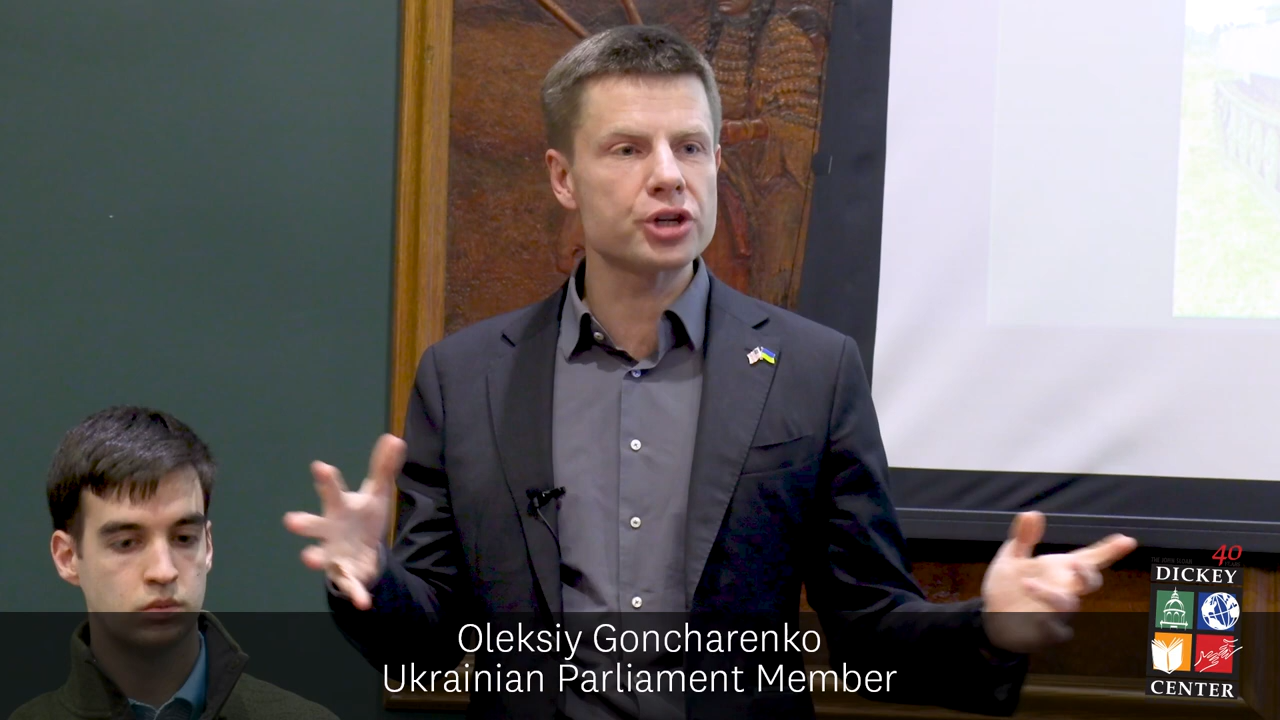 40
DICKEY
CENTER
Oleksiy Goncharenko
Ukrainian Parliament Member